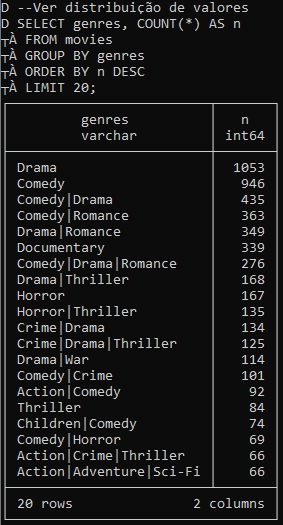 D --Ver distribuição de valores
D SELECT genres, COUNT(*) AS n
┬À FROM movies
┬À GROUP BY genres
┬À ORDER BY n DESC
┬À LIMIT 20;
genres n
varchar int64
Drama 1053
Comedy 946
Comedy|Drama 435
Comedy|Romance 363
Drama|Romance 349
Documentary 339
Comedy|Drama|Romance 276
Drama|Thriller 168
Horror 167
Horror|Thriller 135
Crime|Drama 134
Crime|Drama|Thriller 125
Drama|War 114
Comedy|Crime 101
Action|Comedy 92
Thriller 84
Children|Comedy 74
Comedy|Horror 69
Action|Crime|Thriller 66
Action|Adventure|Sci-Fi 66
20 rows 2 columns